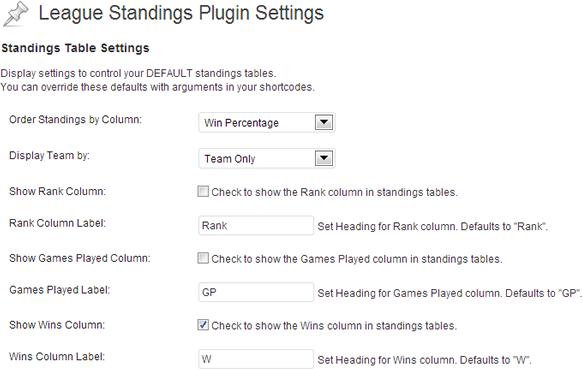 League Standings Plugin Settings
Standings Table Settings
Display settings to control your DEFAULT standings tables.
You can override these defaults with arguments in your shortcodes.
Order Standings by Column: Win Percentage
Display Team by: Team Only
Show Rank Column: Check to show the Rank column in standings tables.
Rank Column Label: Rank Set Heading for Rank column. Defaults to "Rank".
Show Games Played Column: Check to show the Games Played column in standings tables.
Games Played Label: GP Set Heading for Games Played column. Defaults to "GP".
Show Wins Column: Check to show the Wins column in standings tables.
Wins Column Label: W Set Heading for Wins column. Defaults to "W".